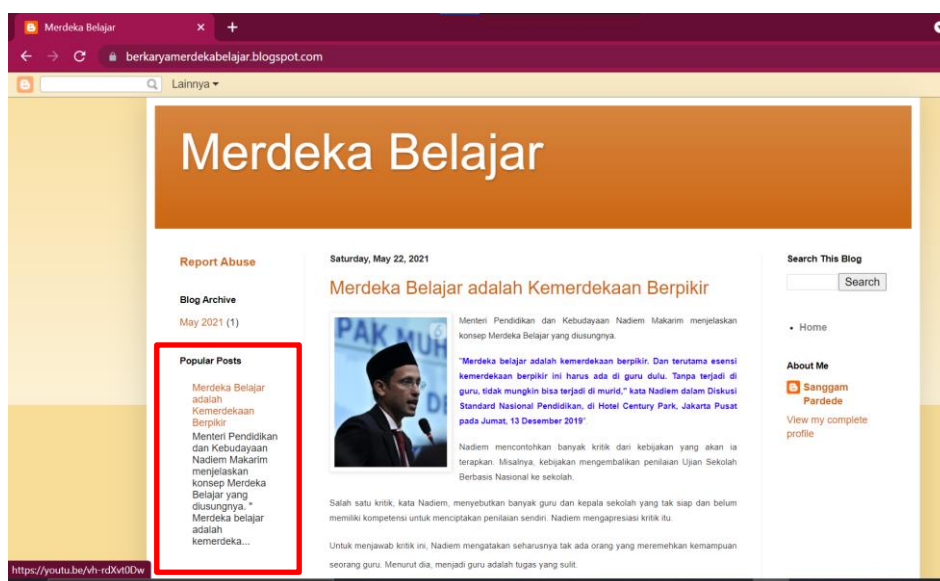 Merdeka Belajar
berkaryamerdekabelajar.blogspot.com
Lainnya
Merdeka Belajar
Report Abuse
Blog Archive
May 2021 (1)
Popular Posts
Merdeka Belajar
adalah
Kemerdekaan
Berpikir
Menteri Pendidikan
dan Kebudayaan
Nadiem Makarim
menjelaskan
konsep Merdeka
Belajar yang
diusungnya. "
Merdeka belajar
adalah
kemerdeka...
Saturday, May 22, 2021
Merdeka Belajar adalah Kemerdekaan Berpikir
PAK MUH
Menteri Pendidikan dan Kebudayaan Nadiem Makarim menjelaskan
konsep Merdeka Belajar yang diusungnya.
"Merdeka belajar adalah kemerdekaan berpikir. Dan terutama esensi
kemerdekaan berpikir ini harus ada di guru dulu. Tanpa terjadi di
guru, tidak mungkin bisa terjadi di murid," kata Nadiem dalam Diskusi
Standard Nasional Pendidikan, di Hotel Century Park, Jakarta Pusat
pada Jumat, 13 Desember 2019"
Nadiem mencontohkan banyak kritik dari kebijakan yang akan ia
terapkan. Misalnya, kebijakan mengembalikan penilaian Ujian Sekolah
Berbasis Nasional ke sekolah.
Salah satu kritik, kata Nadiem, menyebutkan banyak guru dan kepala sekolah yang tak siap dan belum
memiliki kompetensi untuk menciptakan penilaian sendiri. Nadiem mengapresiasi kritik itu.
Untuk menjawab kritik ini, Nadiem mengatakan seharusnya tak ada orang yang meremehkan kemampuan
seorang guru. Menurut dia, menjadi guru adalah tugas yang sulit.
Search This Blog
Search
Home
About Me
Sanggam
Pardede
View my complete
profile
https://youtu.be/vh-rdXvt0Dw